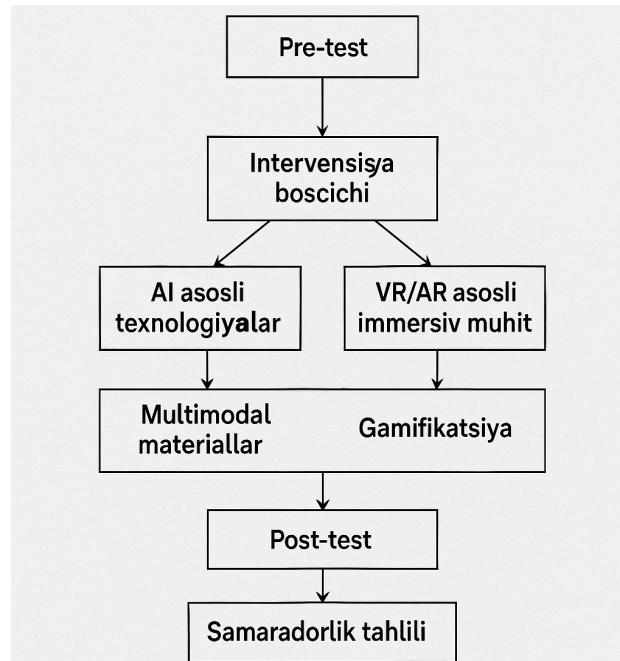 Pre-test
Intervensiya
boscichi
AI asosli
texnologiyalar
VR/AR asosli
immersiv muhit
Multimodal
materiallar
Gamifikatsiya
Post-test
Samaradorlik tahlili